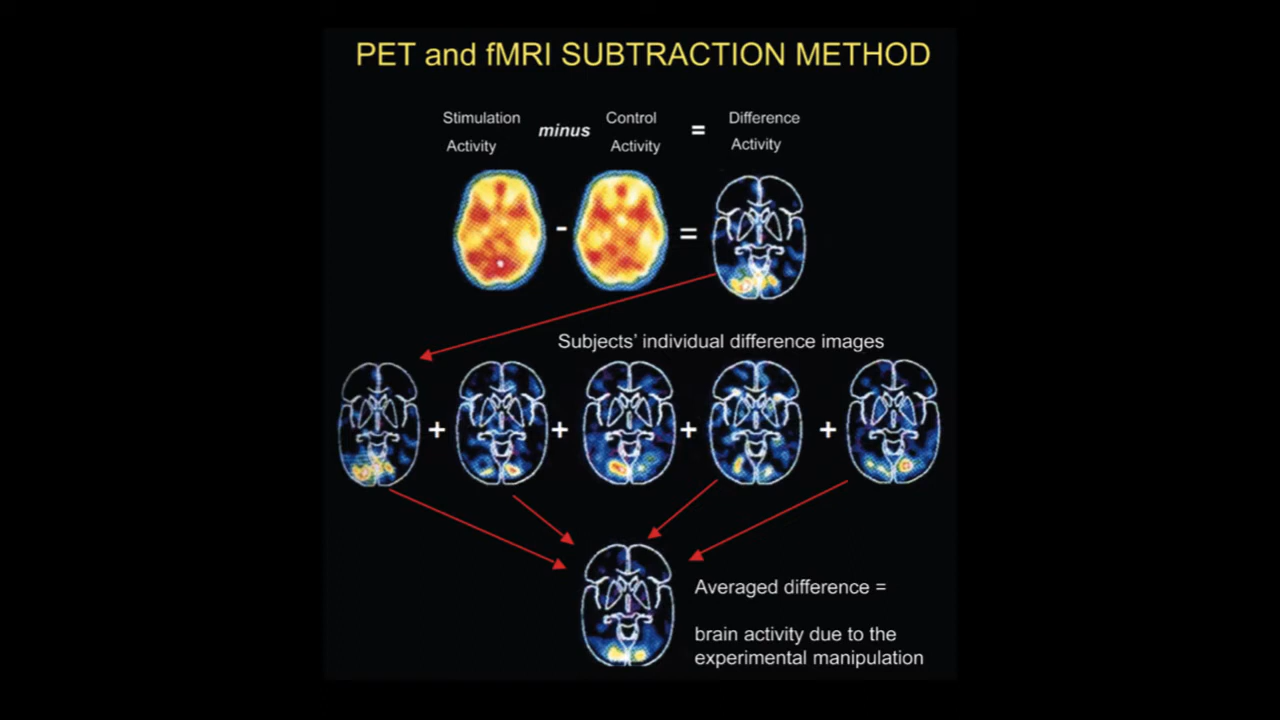 PET and fMRI SUBTRACTION METHOD
Stimulation Activity minus Control Activity = Difference Activity
- =
Subjects' individual difference images
+ + + +
Averaged difference =
brain activity due to the
experimental manipulation